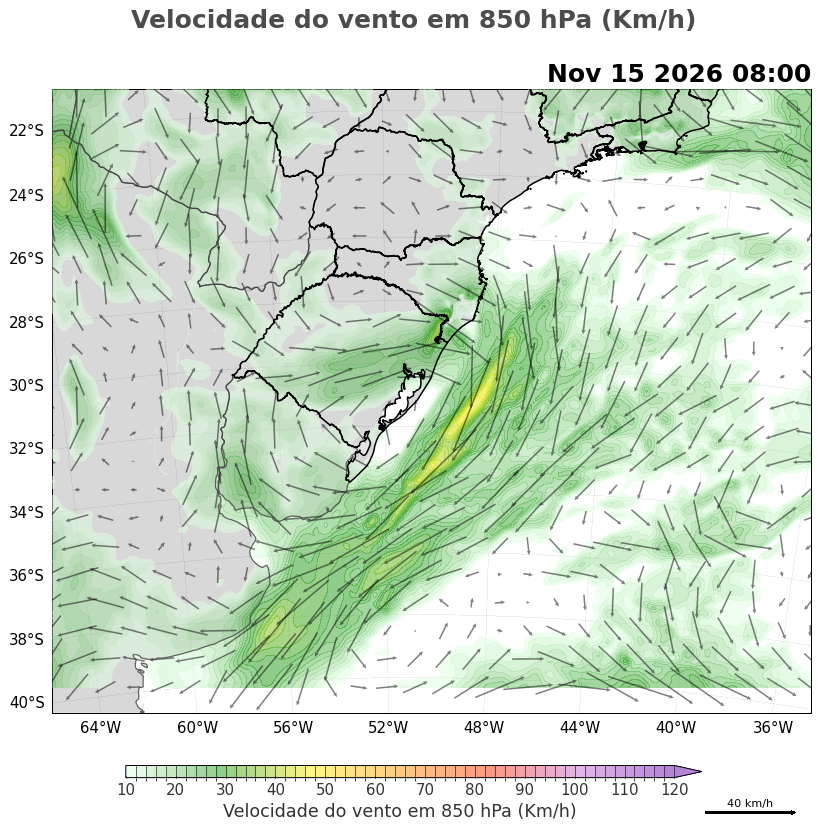 Velocidade do vento em 850 hPa (Km/h)
Nov 15 2026 08:00
22°S
24°S
26°S
28°S
30°S
32°S
34°S
36°S
38°S
40°S
64°W 60°W 56°W 52°W 48°W 44°W 40°W 36°W
10 20 30 40 50 60 70 80 90 100 110 120
Velocidade do vento em 850 hPa (Km/h)
40 km/h